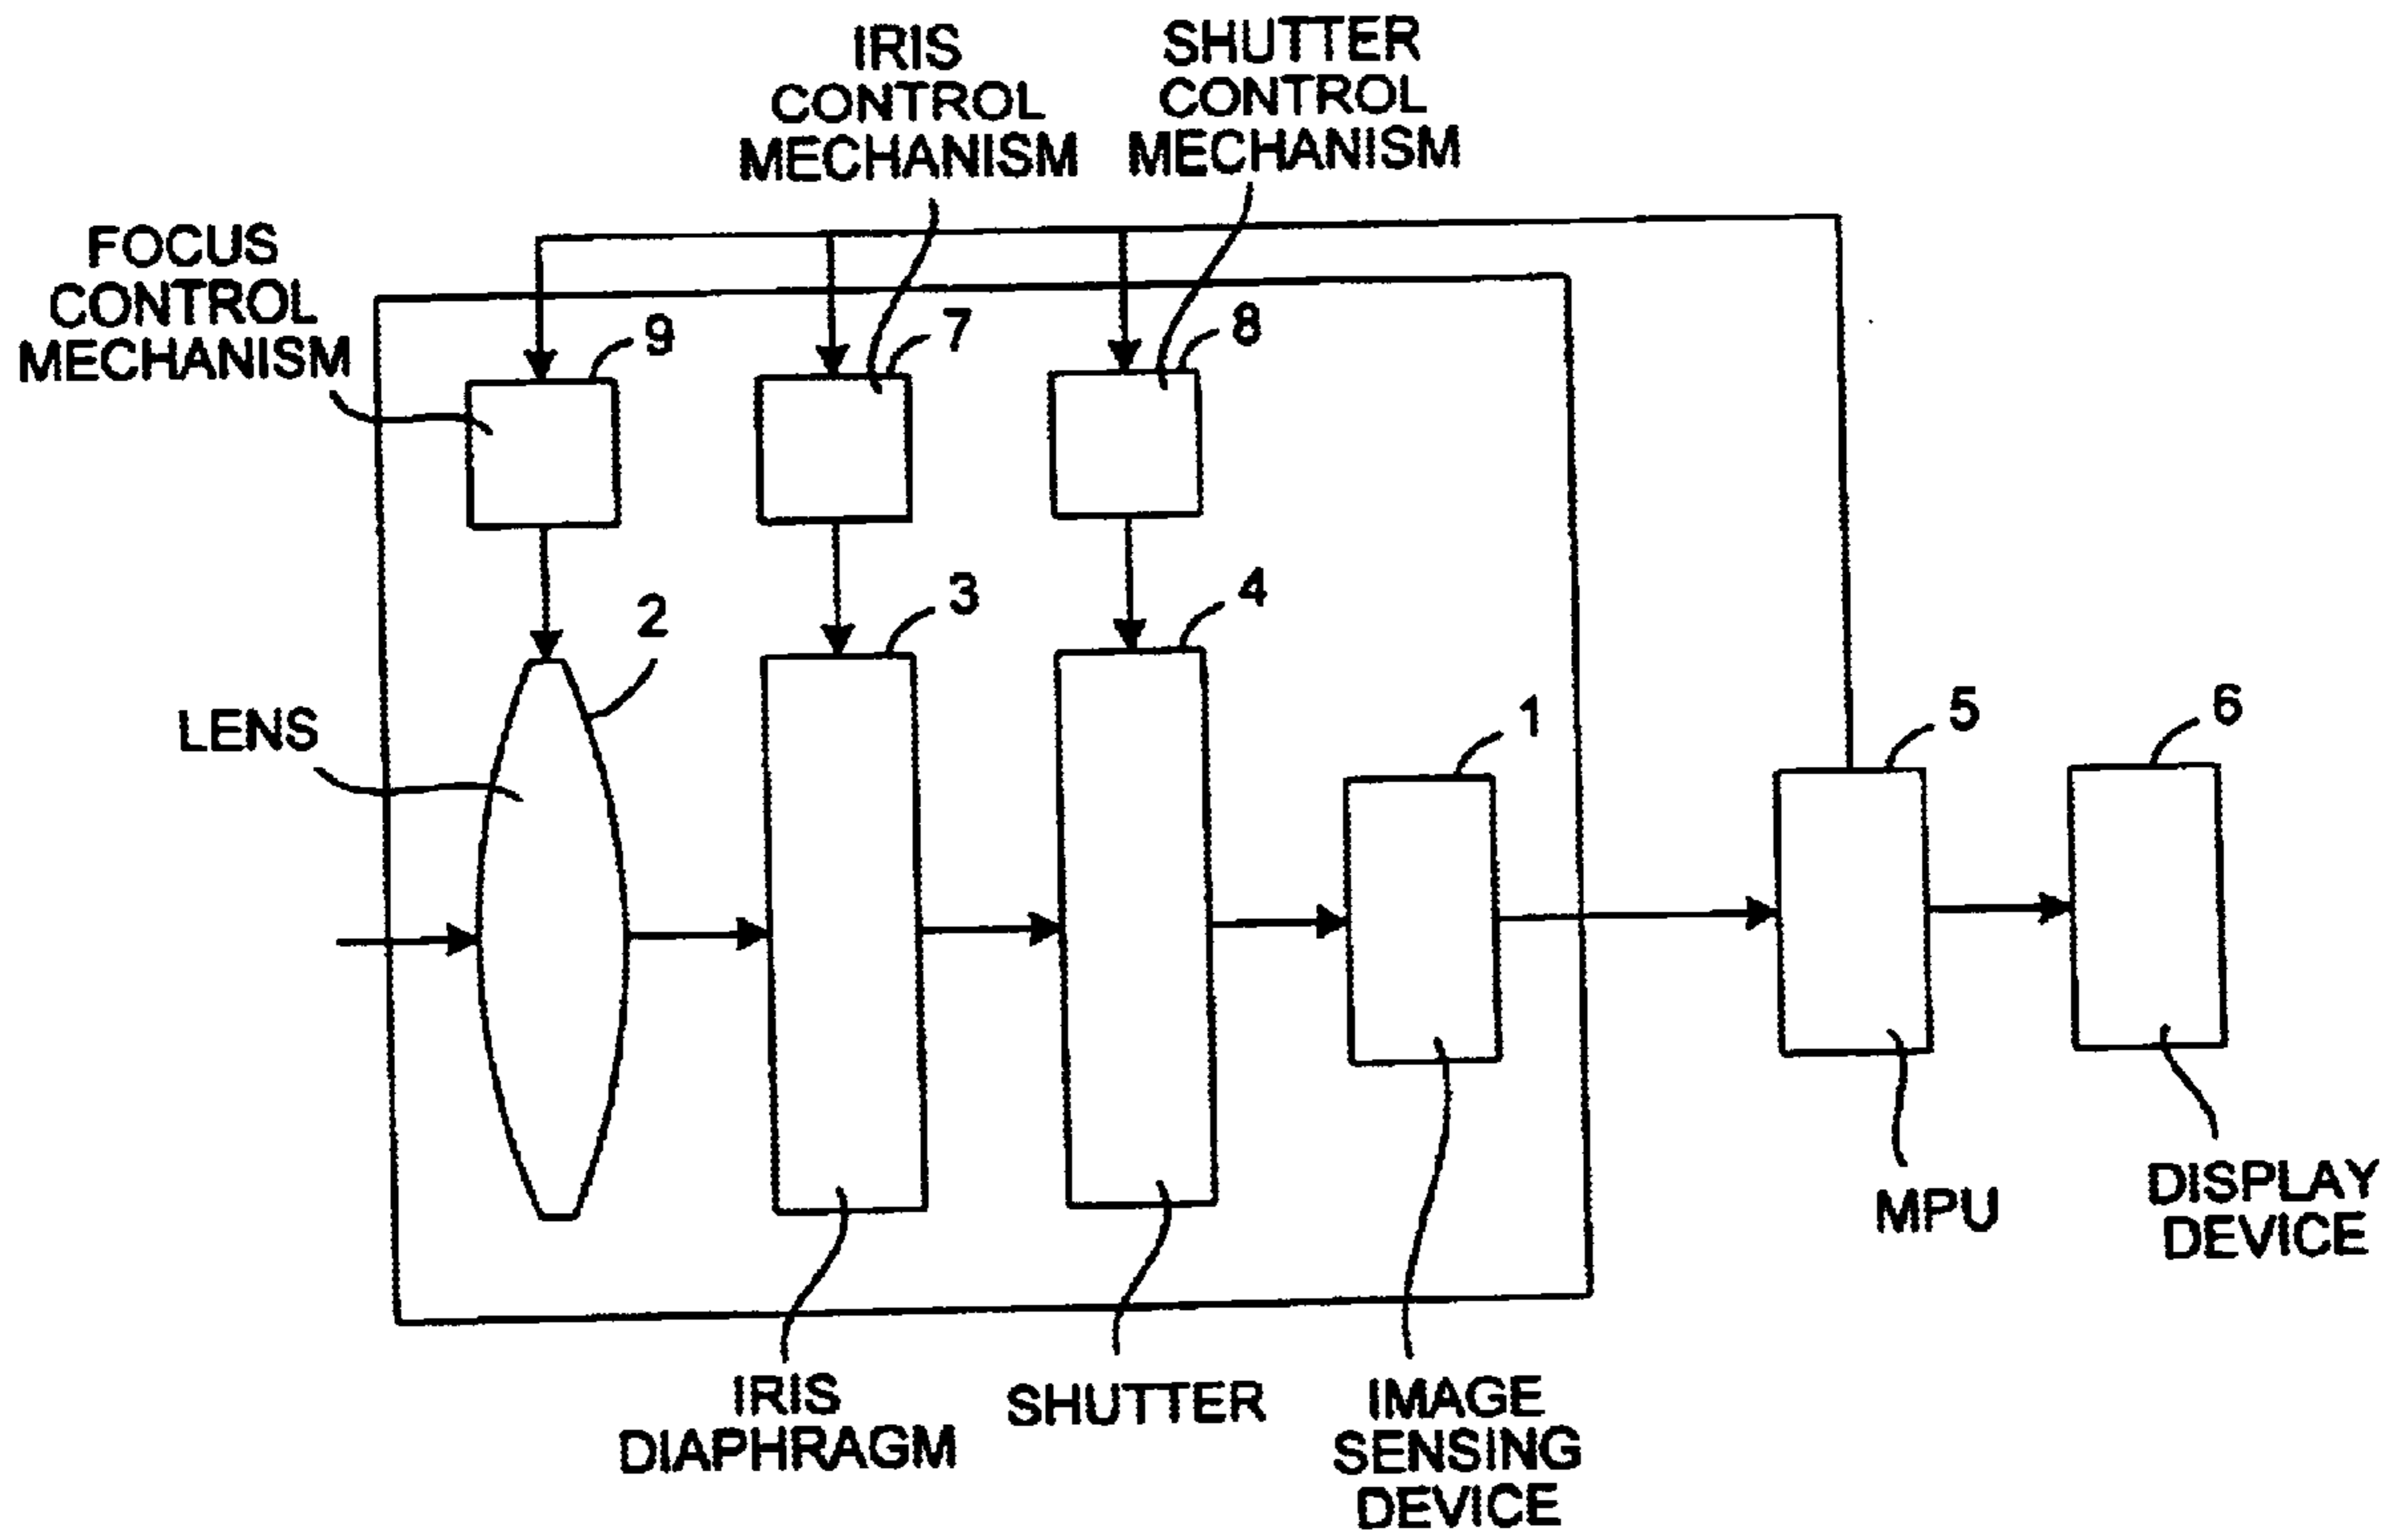 IRIS
CONTROL
MECHANISM
SHUTTER
CONTROL
MECHANISM
FOCUS
CONTROL
MECHANISM
9
7
8
2
3
4
LENS
1
5
6
IRIS
DIAPHRAGM
SHUTTER
IMAGE
SENSING
DEVICE
MPU
DISPLAY
DEVICE